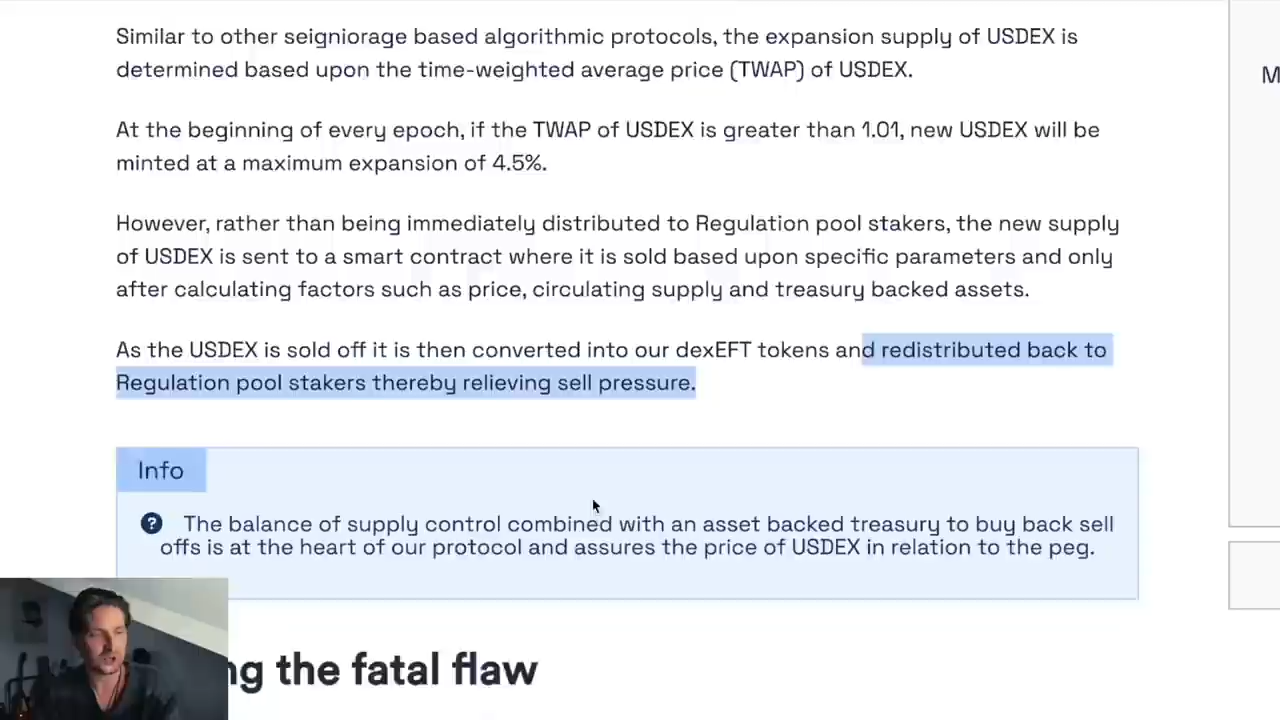 Similar to other seigniorage based algorithmic protocols, the expansion supply of USDEX is
determined based upon the time-weighted average price (TWAP) of USDEX.
At the beginning of every epoch, if the TWAP of USDEX is greater than 1.01, new USDEX will be
minted at a maximum expansion of 4.5%.
However, rather than being immediately distributed to Regulation pool stakers, the new supply
of USDEX is sent to a smart contract where it is sold based upon specific parameters and only
after calculating factors such as price, circulating supply and treasury backed assets.
As the USDEX is sold off it is then converted into our dexEFT tokens and redistributed back to
Regulation pool stakers thereby relieving sell pressure.
Info
? The balance of supply control combined with an asset backed treasury to buy back sell
offs is at the heart of our protocol and assures the price of USDEX in relation to the peg.
ng the fatal flaw
M